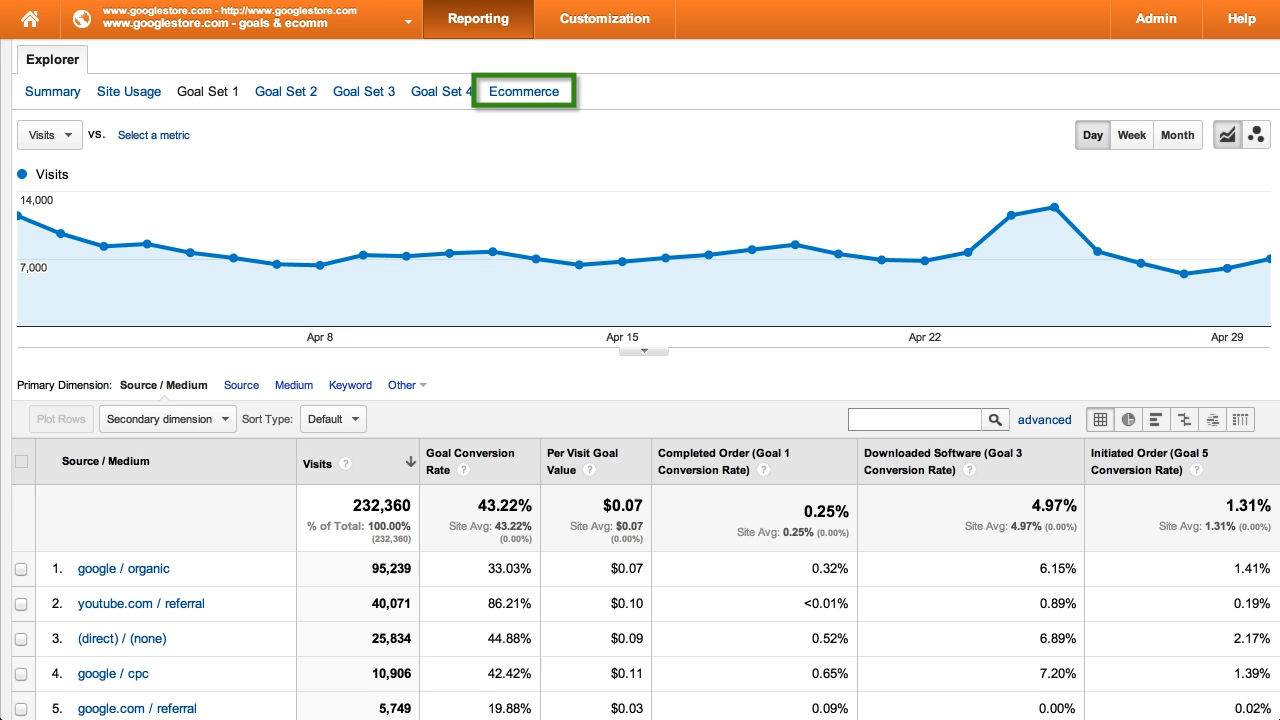 www.googlestore.com - http://www.googlestore.com
www.googlestore.com - goals & ecomm
Reporting
Customization
Admin
Help
Explorer
Summary Site Usage Goal Set 1 Goal Set 2 Goal Set 3 Goal Set 4 Ecommerce
Visits vs. Select a metric
Day Week Month
Visits
14,000
7,000
Apr 8 Apr 15 Apr 22 Apr 29
Primary Dimension: Source / Medium Source Medium Keyword Other
Plot Rows Secondary dimension Sort Type: Default advanced
Source / Medium
Visits ?
Goal Conversion
Rate ?
Per Visit Goal
Value ?
Completed Order (Goal 1
Conversion Rate) ?
Downloaded Software (Goal 3
Conversion Rate) ?
Initiated Order (Goal 5
Conversion Rate) ?
232,360
% of Total: 100.00%
(232,360)
43.22%
Site Avg: 43.22%
(0.00%)
$0.07
Site Avg: $0.07
(0.00%)
0.25%
Site Avg: 0.25% (0.00%)
4.97%
Site Avg: 4.97% (0.00%)
1.31%
Site Avg: 1.31% (0.00%)
1. google / organic 95,239 33.03% $0.07 0.32% 6.15% 1.41%
2. youtube.com / referral 40,071 86.21% $0.10 <0.01% 0.89% 0.19%
3. (direct) / (none) 25,834 44.88% $0.09 0.52% 6.89% 2.17%
4. google / cpc 10,906 42.42% $0.11 0.65% 7.20% 1.39%
5. google.com / referral 5,749 19.88% $0.03 0.09% 0.00% 0.02%